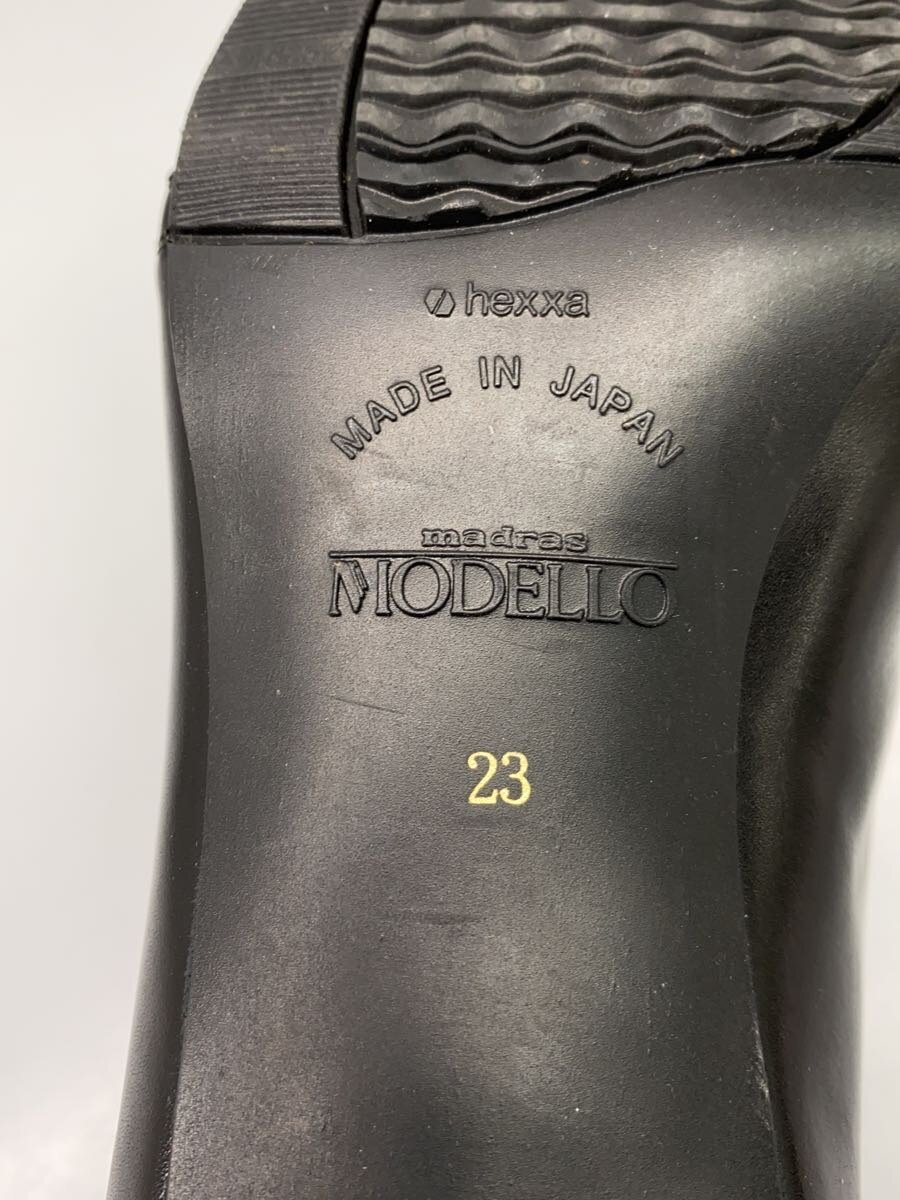 hexxa
MADE IN JAPAN
madras
MODELLO
23